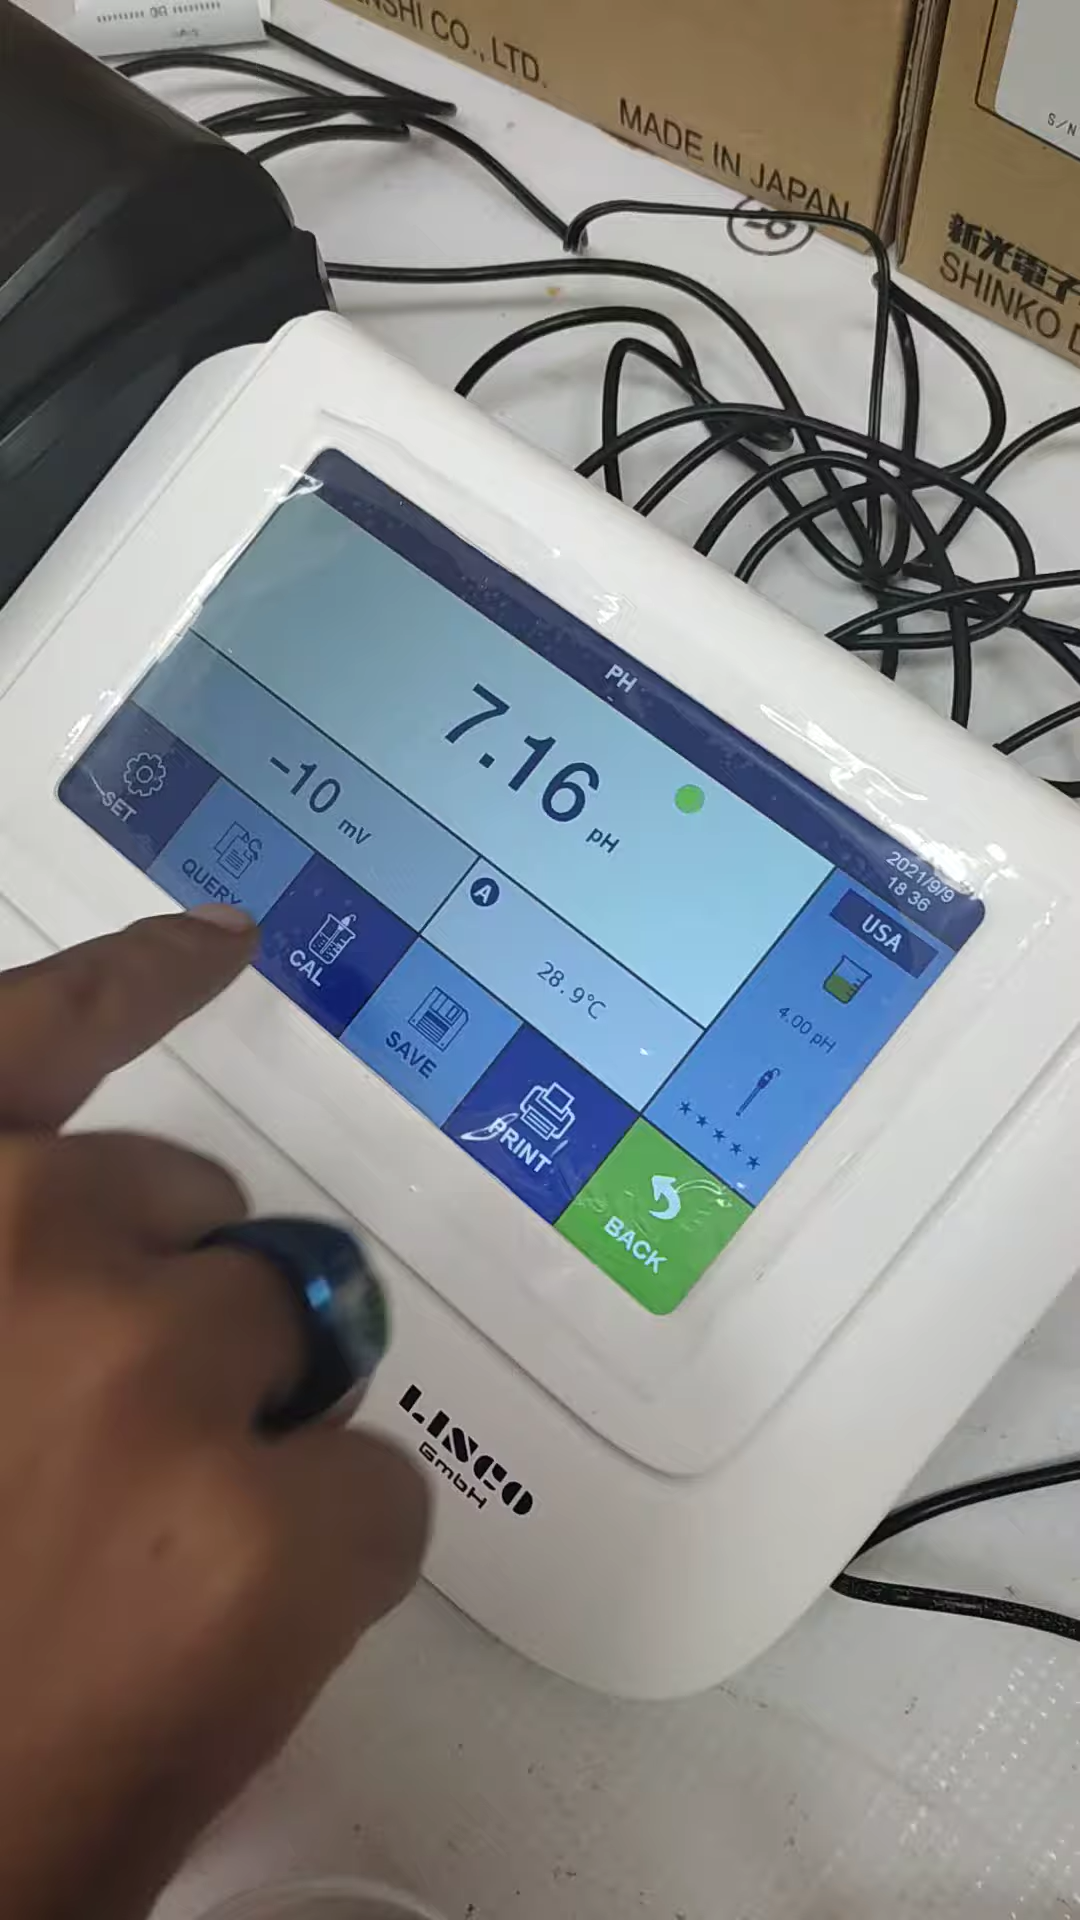 NSHI CO., LTD.
MADE IN JAPAN
S/N
新光電子
SHINKO D
PH
7.16 pH
2021/9/9
18 36
USA
-10 mV
A
28.9°C
4.00 pH
SET
QUERY
CAL
SAVE
PRINT
BACK
LISCO
GmbH